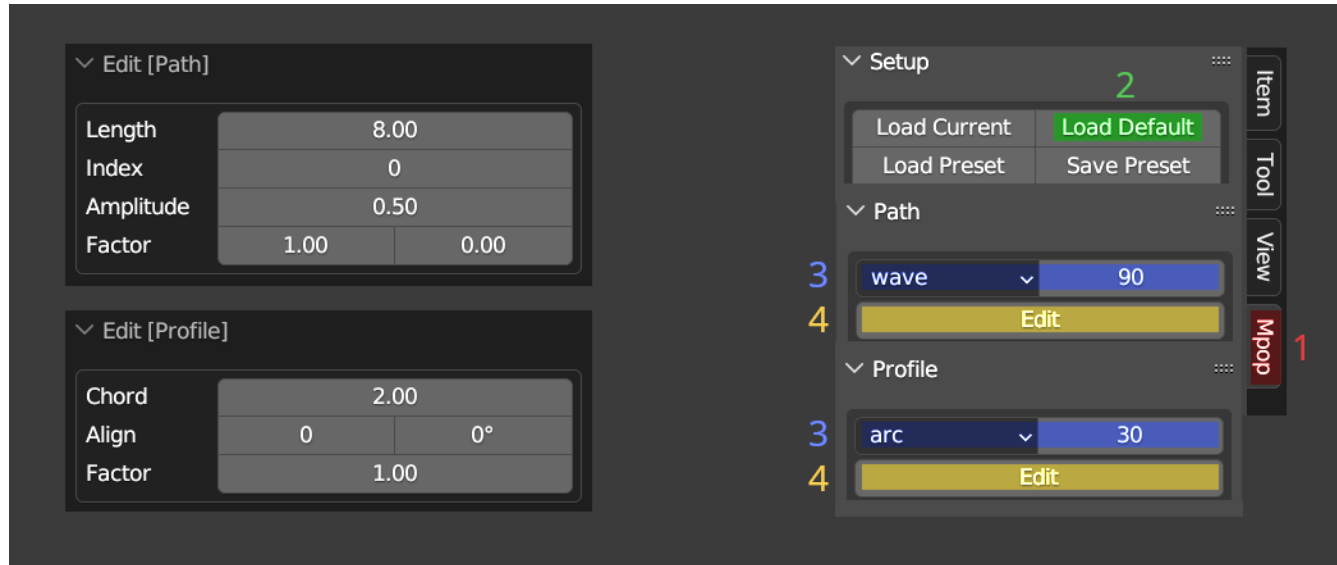 Edit [Path]
Length 8.00
Index 0
Amplitude 0.50
Factor 1.00 0.00
Edit [Profile]
Chord 2.00
Align 0 0°
Factor 1.00
Setup
2
Load Current Load Default
Load Preset Save Preset
Path
3 wave 90
4 Edit
Profile
3 arc 30
4 Edit
Item
Tool
View
Mpop 1